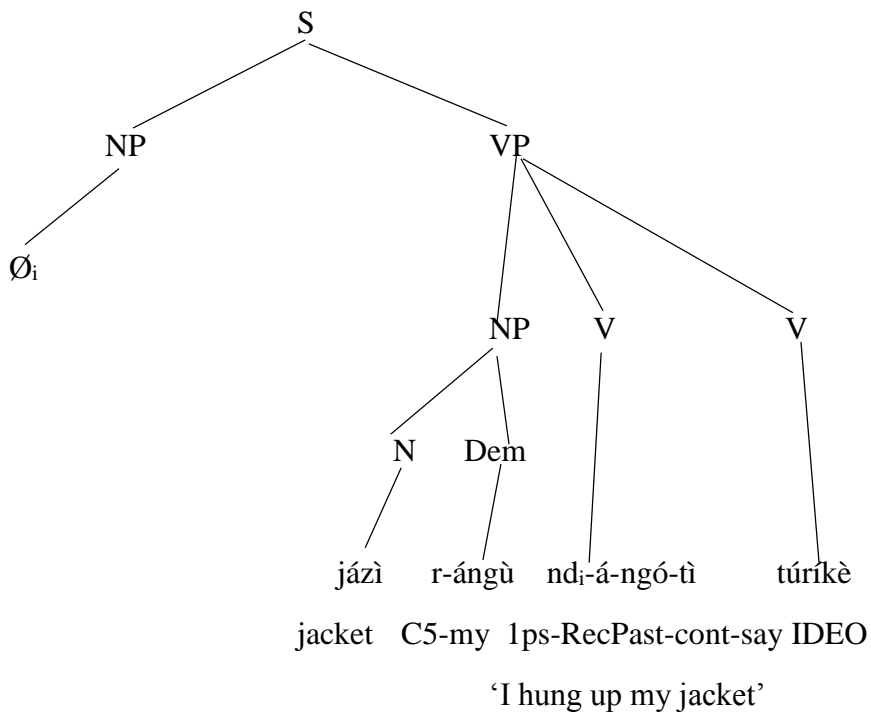 S
NP VP
Øᵢ
NP V V
N Dem
jázì r-ángù ndᵢ-á-ngó-tì túríkè
jacket C5-my 1ps-RecPast-cont-say IDEO
‘I hung up my jacket’